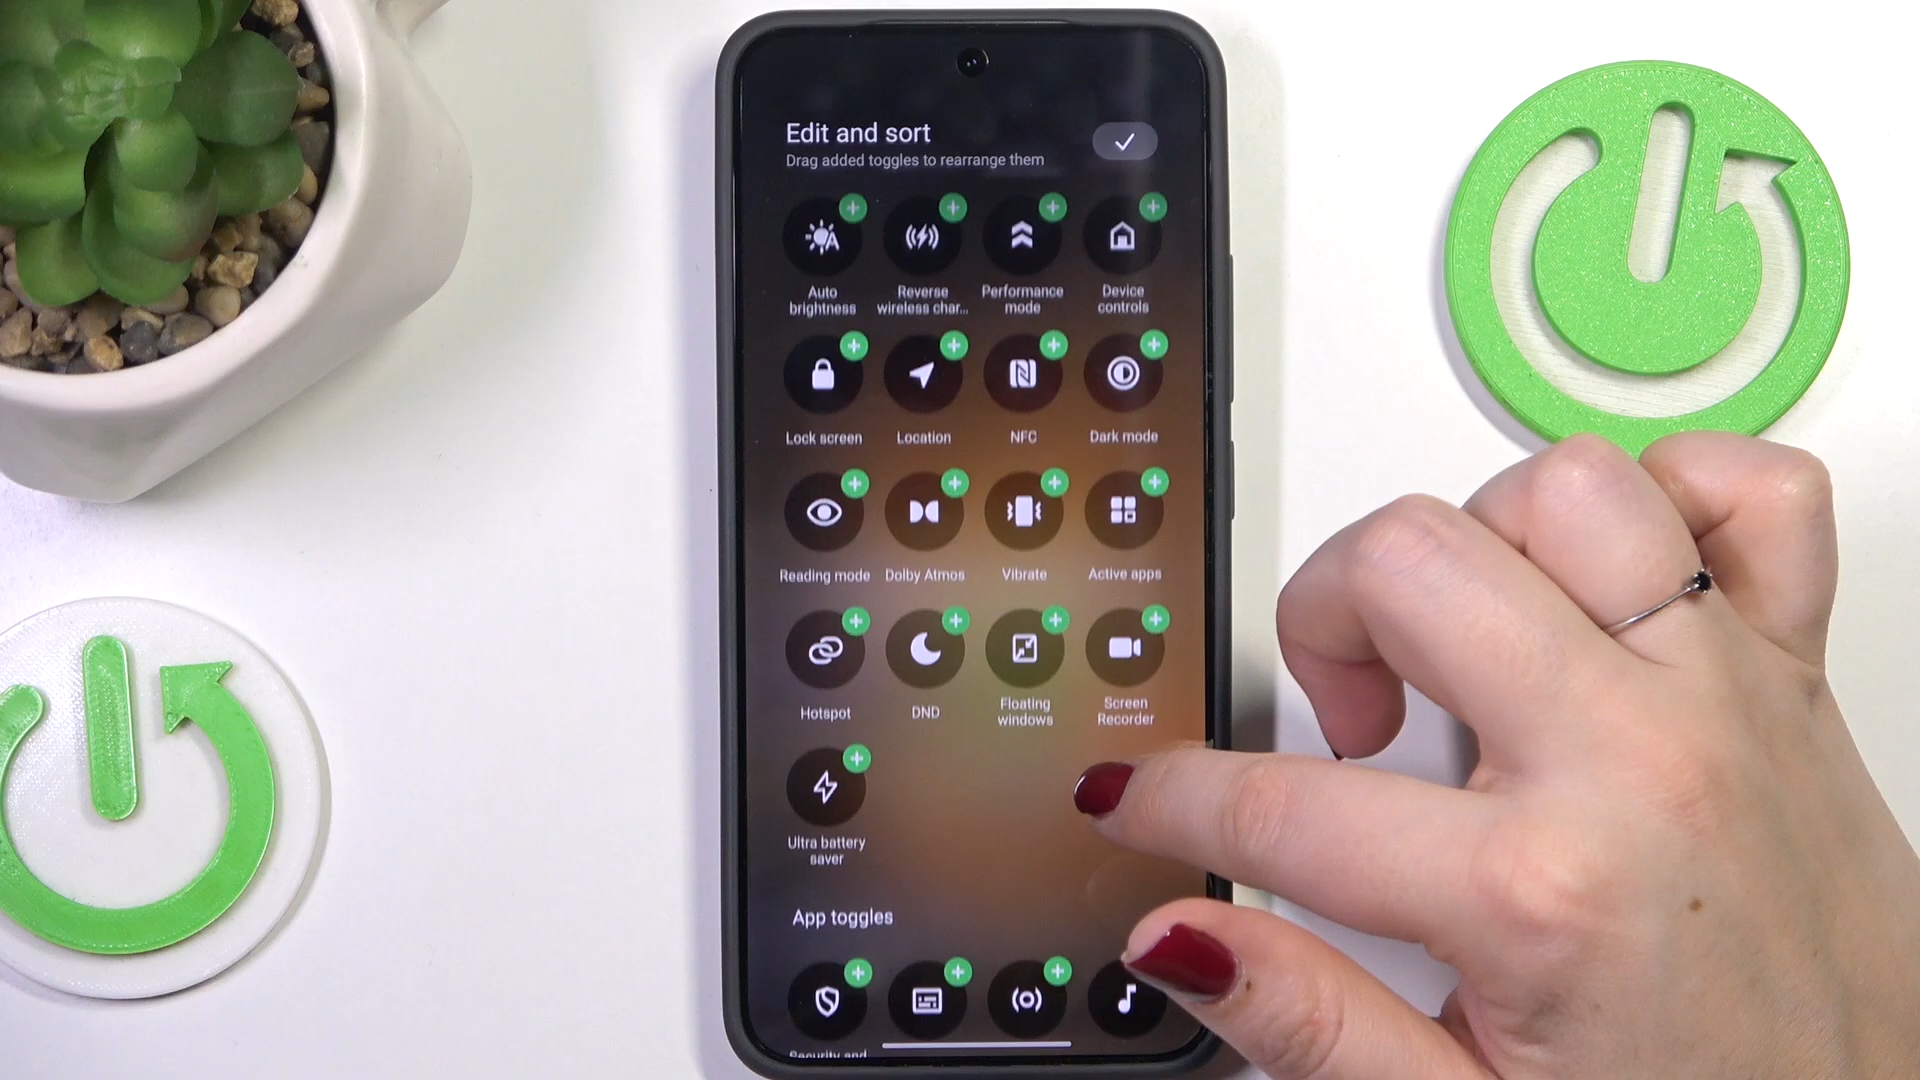 Edit and sort
Drag added toggles to rearrange them
Auto brightness
Reverse wireless char...
Performance mode
Device controls
Lock screen
Location
NFC
Dark mode
Reading mode
Dolby Atmos
Vibrate
Active apps
Hotspot
DND
Floating windows
Screen Recorder
Ultra battery saver
App toggles
Security and